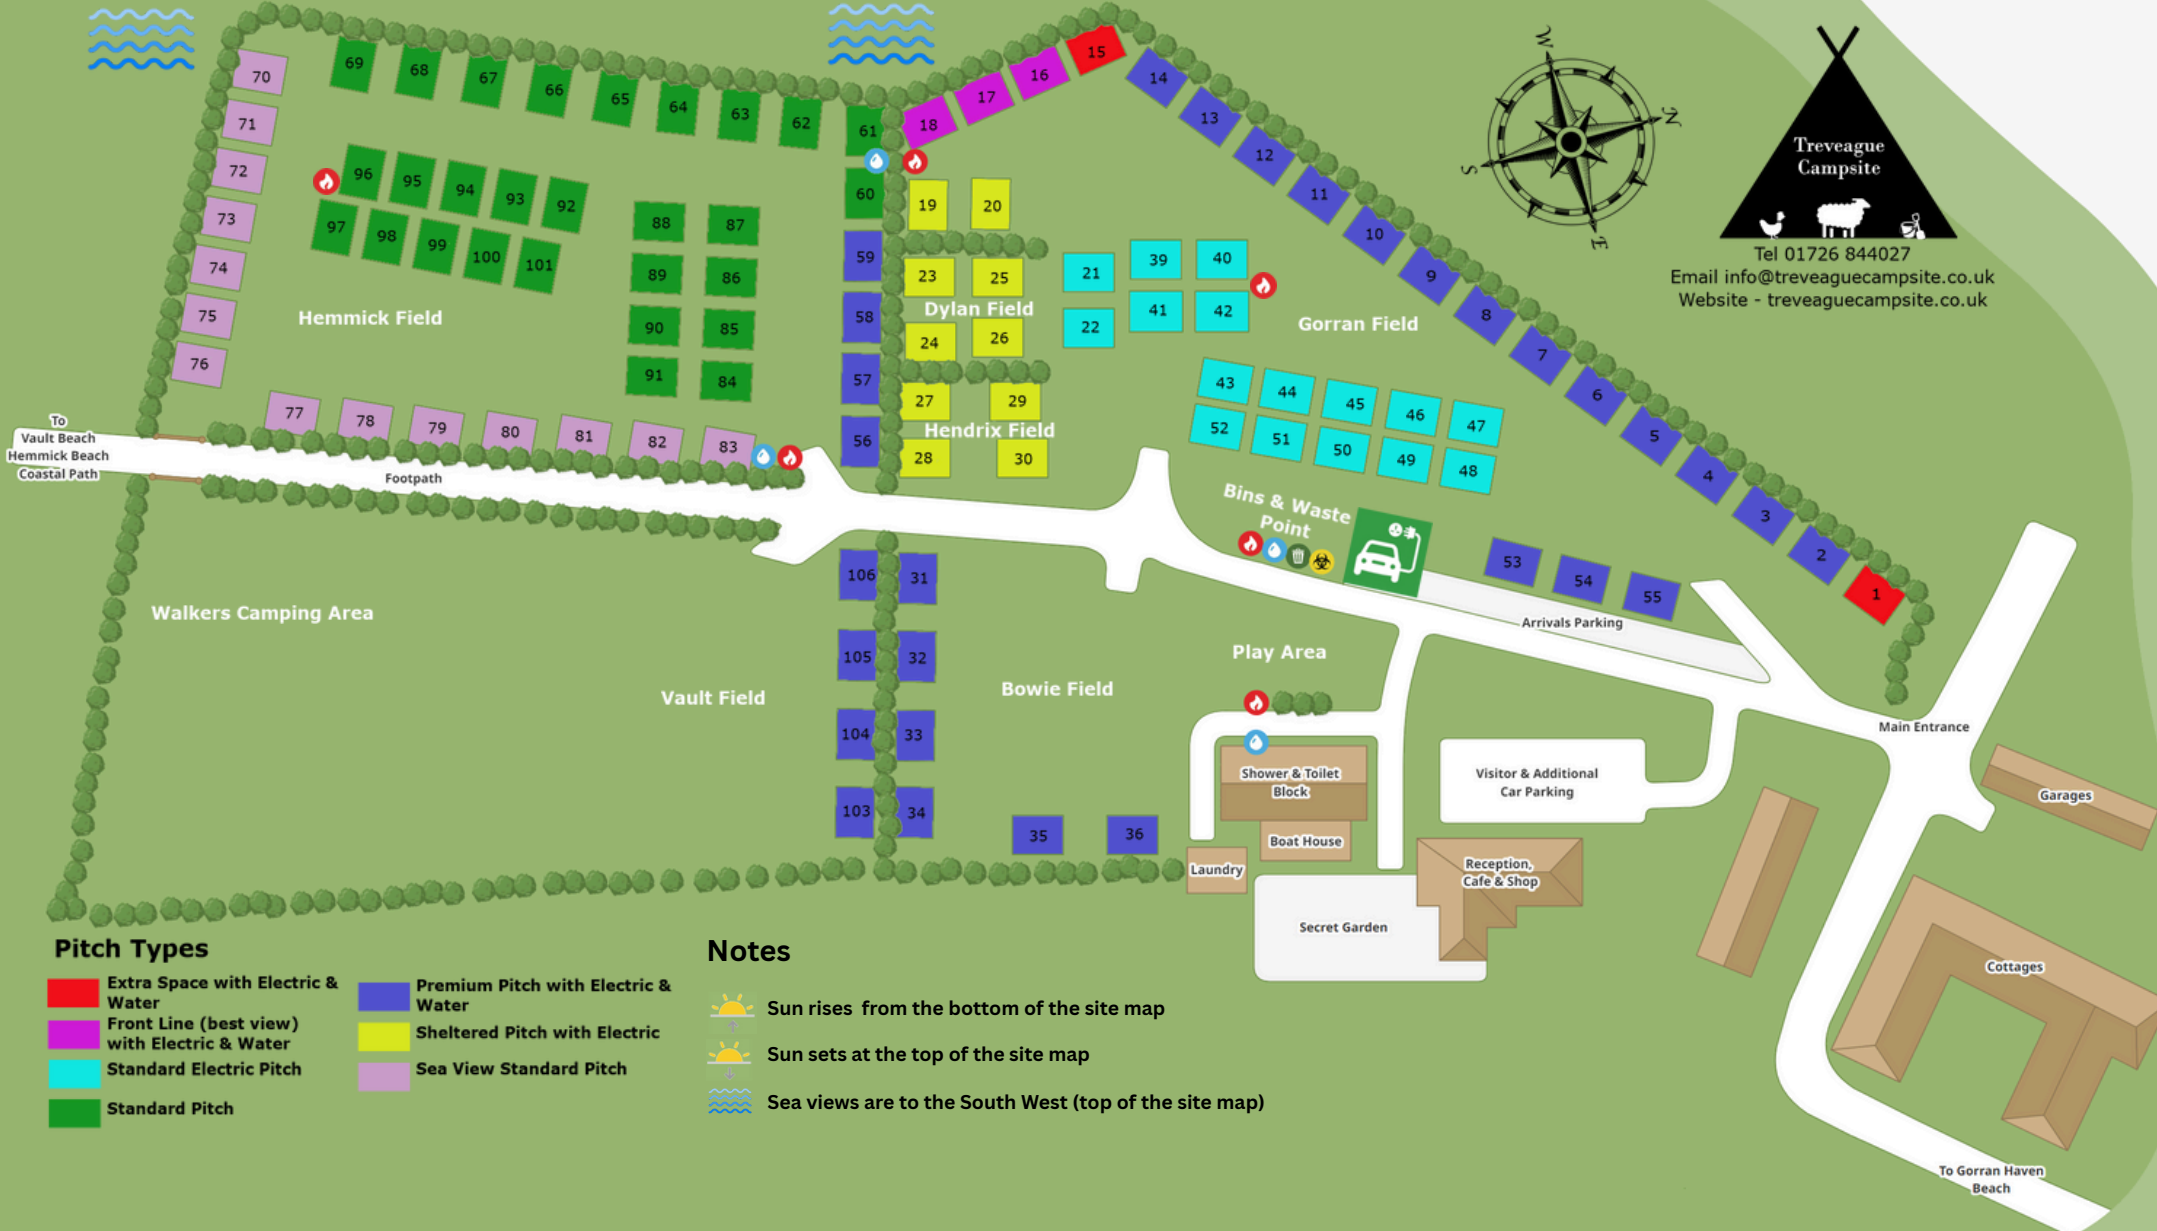 70
69
68
67
66
65
64
63
62
61
60
71
72
73
74
75
76
96
95
94
93
92
97
98
99
100
101
88
87
89
86
90
85
91
84
59
58
57
56
Hemmick Field
77
78
79
80
81
82
83
To
Vault Beach
Hemmick Beach
Coastal Path
Footpath
18
17
16
15
14
13
12
11
10
9
8
7
6
5
4
3
2
1
19
20
23
25
Dylan Field
24
26
27
29
Hendrix Field
28
30
21
39
40
22
41
42
Gorran Field
43
44
45
46
47
52
51
50
49
48
W
N
S
E
Treveague
Campsite
Tel 01726 844027
Email info@treveaguecampsite.co.uk
Website - treveaguecampsite.co.uk
Bins & Waste
Point
53
54
55
Arrivals Parking
Main Entrance
Walkers Camping Area
106
31
105
32
Vault Field
104
33
103
34
Bowie Field
35
36
Play Area
Shower & Toilet
Block
Boat House
Laundry
Visitor & Additional
Car Parking
Reception,
Cafe & Shop
Secret Garden
Garages
Cottages
To Gorran Haven
Beach
Pitch Types
Extra Space with Electric &
Water
Front Line (best view)
with Electric & Water
Standard Electric Pitch
Standard Pitch
Premium Pitch with Electric &
Water
Sheltered Pitch with Electric
Sea View Standard Pitch
Notes
Sun rises from the bottom of the site map
Sun sets at the top of the site map
Sea views are to the South West (top of the site map)